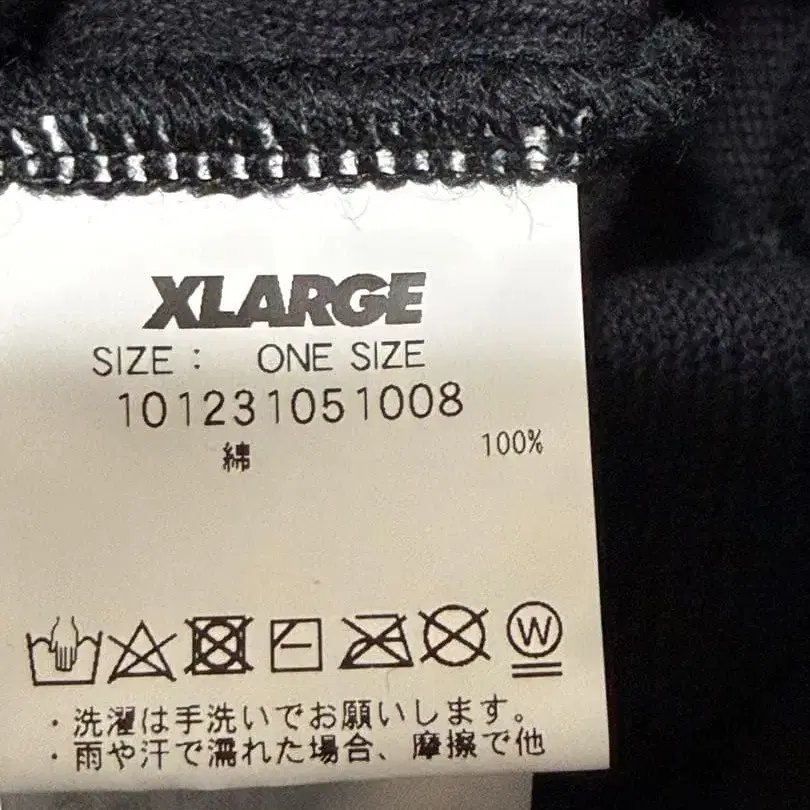 XLARGE
SIZE : ONE SIZE
101231051008
綿 100%
W
・洗濯は手洗いでお願いします。
・雨や汗で濡れた場合、摩擦で他